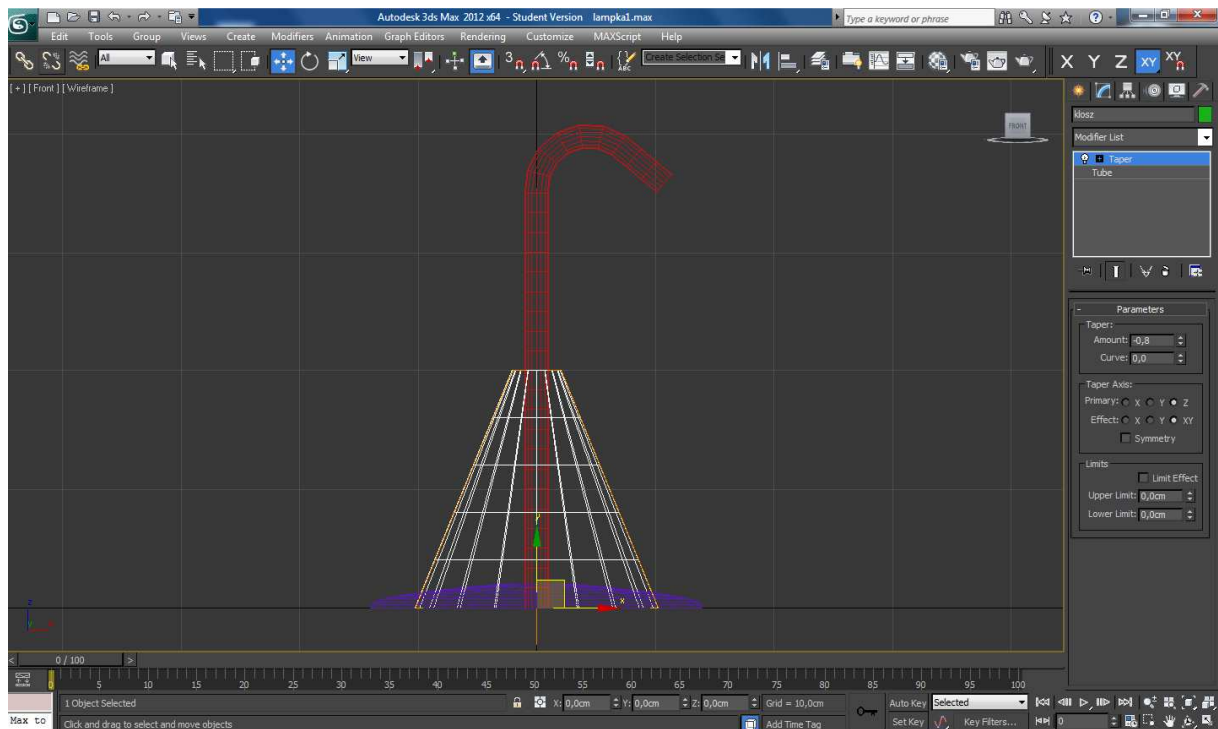 Autodesk 3ds Max 2012 x64 - Student Version lampka1.max
Type a keyword or phrase
Edit Tools Group Views Create Modifiers Animation Graph Editors Rendering Customize MAXScript Help
All View Create Selection Se X Y Z XY XY
[ + ] [ Front ] [ Wireframe ]
FRONT
klosz
Modifier List
Taper
Tube
Parameters
Taper:
Amount: -0,8
Curve: 0,0
Taper Axis:
Primary: X Y Z
Effect: X Y XY
Symmetry
Limits
Limit Effect
Upper Limit: 0,0cm
Lower Limit: 0,0cm
y
x
z
0 / 100
0 5 10 15 20 25 30 35 40 45 50 55 60 65 70 75 80 85 90 95 100
1 Object Selected X: 0,0cm Y: 0,0cm Z: 0,0cm Grid = 10,0cm Auto Key Selected
Max to Click and drag to select and move objects Add Time Tag Set Key Key Filters... 0